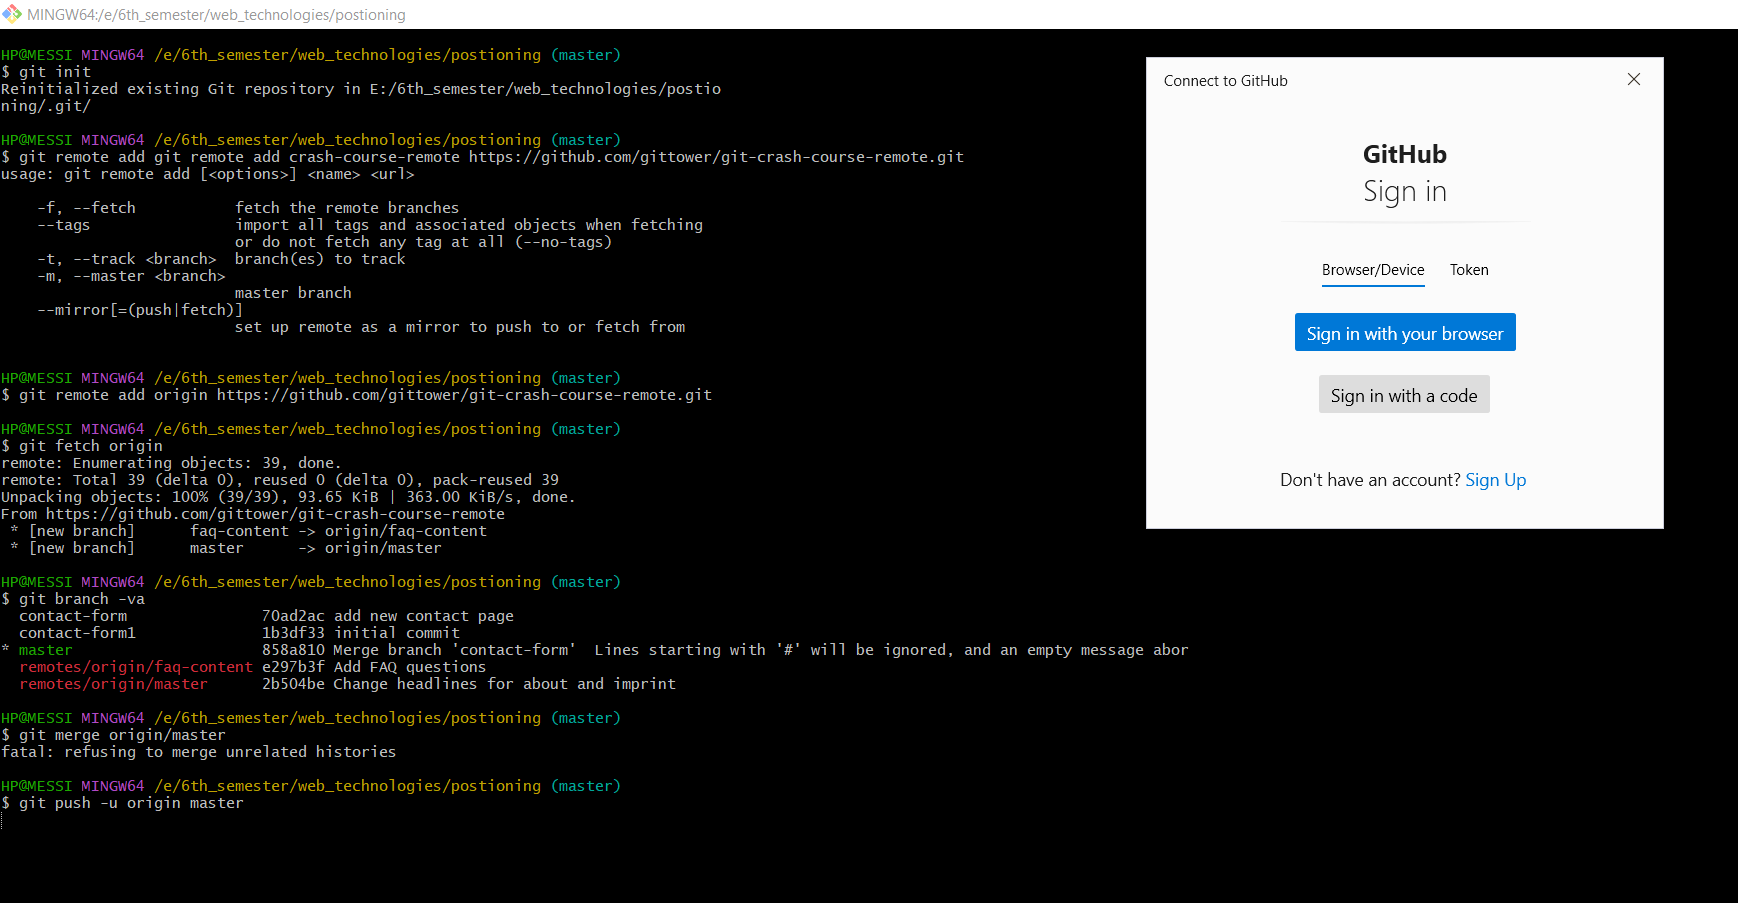 MINGW64:/e/6th_semester/web_technologies/postioning
HP@MESSI MINGW64 /e/6th_semester/web_technologies/postioning (master)
$ git init
Reinitialized existing Git repository in E:/6th_semester/web_technologies/postio
ning/.git/
HP@MESSI MINGW64 /e/6th_semester/web_technologies/postioning (master)
$ git remote add git remote add crash-course-remote https://github.com/gittower/git-crash-course-remote.git
usage: git remote add [<options>] <name> <url>
-f, --fetch fetch the remote branches
--tags import all tags and associated objects when fetching
or do not fetch any tag at all (--no-tags)
-t, --track <branch> branch(es) to track
-m, --master <branch>
master branch
--mirror[=(push|fetch)]
set up remote as a mirror to push to or fetch from
HP@MESSI MINGW64 /e/6th_semester/web_technologies/postioning (master)
$ git remote add origin https://github.com/gittower/git-crash-course-remote.git
HP@MESSI MINGW64 /e/6th_semester/web_technologies/postioning (master)
$ git fetch origin
remote: Enumerating objects: 39, done.
remote: Total 39 (delta 0), reused 0 (delta 0), pack-reused 39
Unpacking objects: 100% (39/39), 93.65 KiB | 363.00 KiB/s, done.
From https://github.com/gittower/git-crash-course-remote
* [new branch] faq-content -> origin/faq-content
* [new branch] master -> origin/master
HP@MESSI MINGW64 /e/6th_semester/web_technologies/postioning (master)
$ git branch -va
contact-form 70ad2ac add new contact page
contact-form1 1b3df33 initial commit
* master 858a810 Merge branch 'contact-form' Lines starting with '#' will be ignored, and an empty message abor
remotes/origin/faq-content e297b3f Add FAQ questions
remotes/origin/master 2b504be Change headlines for about and imprint
HP@MESSI MINGW64 /e/6th_semester/web_technologies/postioning (master)
$ git merge origin/master
fatal: refusing to merge unrelated histories
HP@MESSI MINGW64 /e/6th_semester/web_technologies/postioning (master)
$ git push -u origin master
Connect to GitHub
GitHub
Sign in
Browser/Device Token
Sign in with your browser
Sign in with a code
Don't have an account? Sign Up